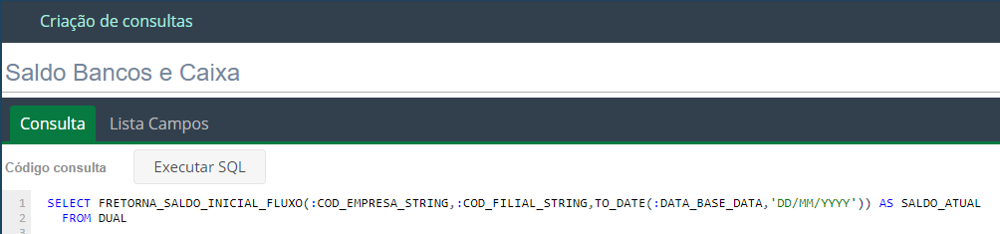 Criação de consultas
Saldo Bancos e Caixa
Consulta Lista Campos
Código consulta Executar SQL
1 SELECT FRETORNA_SALDO_INICIAL_FLUXO(:COD_EMPRESA_STRING,:COD_FILIAL_STRING,TO_DATE(:DATA_BASE_DATA,'DD/MM/YYYY')) AS SALDO_ATUAL
2 FROM DUAL